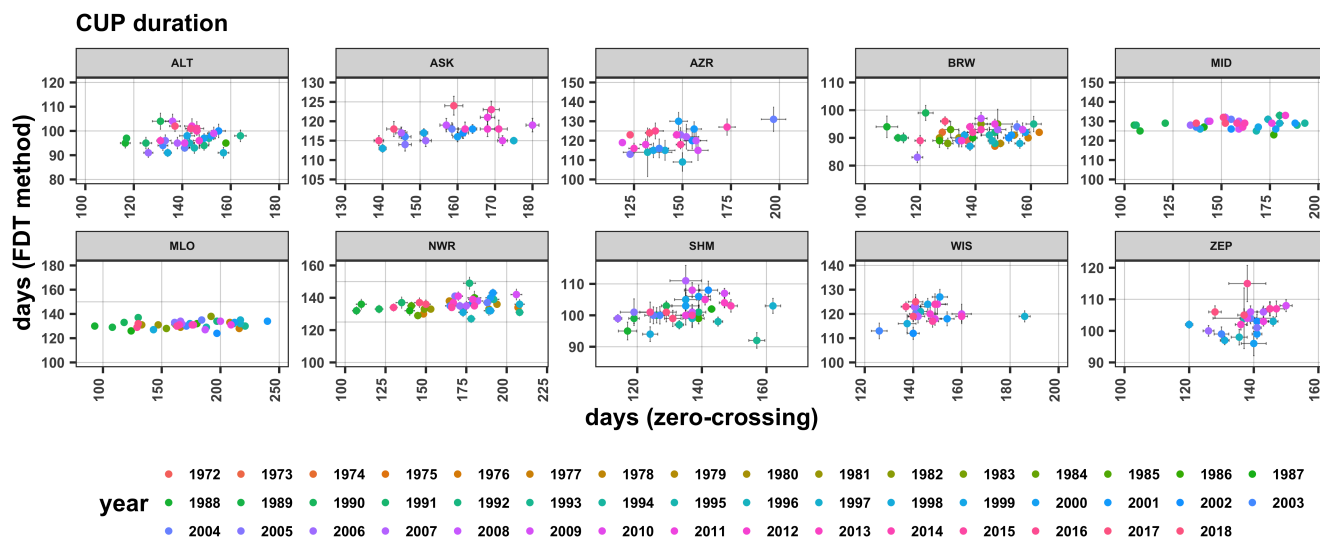 CUP duration
ALT ASK AZR BRW MID
120 130 150 110 150
110 125 140 100 140
100 120 130 90 130
90 115 120 80 120
80 110 110 110
105 100 100
100 120 140 160 180 130 140 150 160 170 180 125 150 175 200 100 120 140 160 100 125 150 175 200
MLO NWR SHM WIS ZEP
180 160 110 140 120
160 140 100 130 110
140 120 90 120 100
120 100 110 90
100 100
100 150 200 250 100 125 150 175 200 225 120 140 160 120 140 160 180 200 100 120 140 160
days (FDT method)
days (zero-crossing)
year
1972 1973 1974 1975 1976 1977 1978 1979 1980 1981 1982 1983 1984 1985 1986 1987
1988 1989 1990 1991 1992 1993 1994 1995 1996 1997 1998 1999 2000 2001 2002 2003
2004 2005 2006 2007 2008 2009 2010 2011 2012 2013 2014 2015 2016 2017 2018